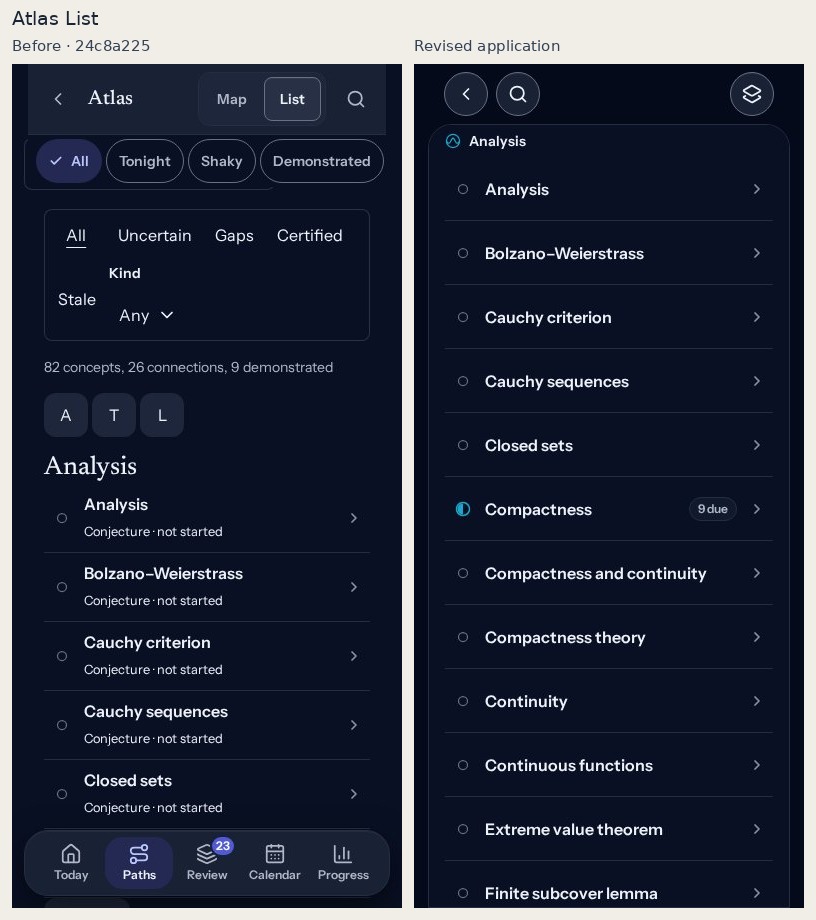 Atlas List
Before · 24c8a225
Atlas
Map
List
All
Tonight
Shaky
Demonstrated
All
Uncertain
Gaps
Certified
Kind
Stale
Any
82 concepts, 26 connections, 9 demonstrated
A
T
L
Analysis
Analysis
Conjecture · not started
Bolzano–Weierstrass
Conjecture · not started
Cauchy criterion
Conjecture · not started
Cauchy sequences
Conjecture · not started
Closed sets
Conjecture · not started
23
Today
Paths
Review
Calendar
Progress
Revised application
Analysis
Analysis
Bolzano–Weierstrass
Cauchy criterion
Cauchy sequences
Closed sets
Compactness
9 due
Compactness and continuity
Compactness theory
Continuity
Continuous functions
Extreme value theorem
Finite subcover lemma